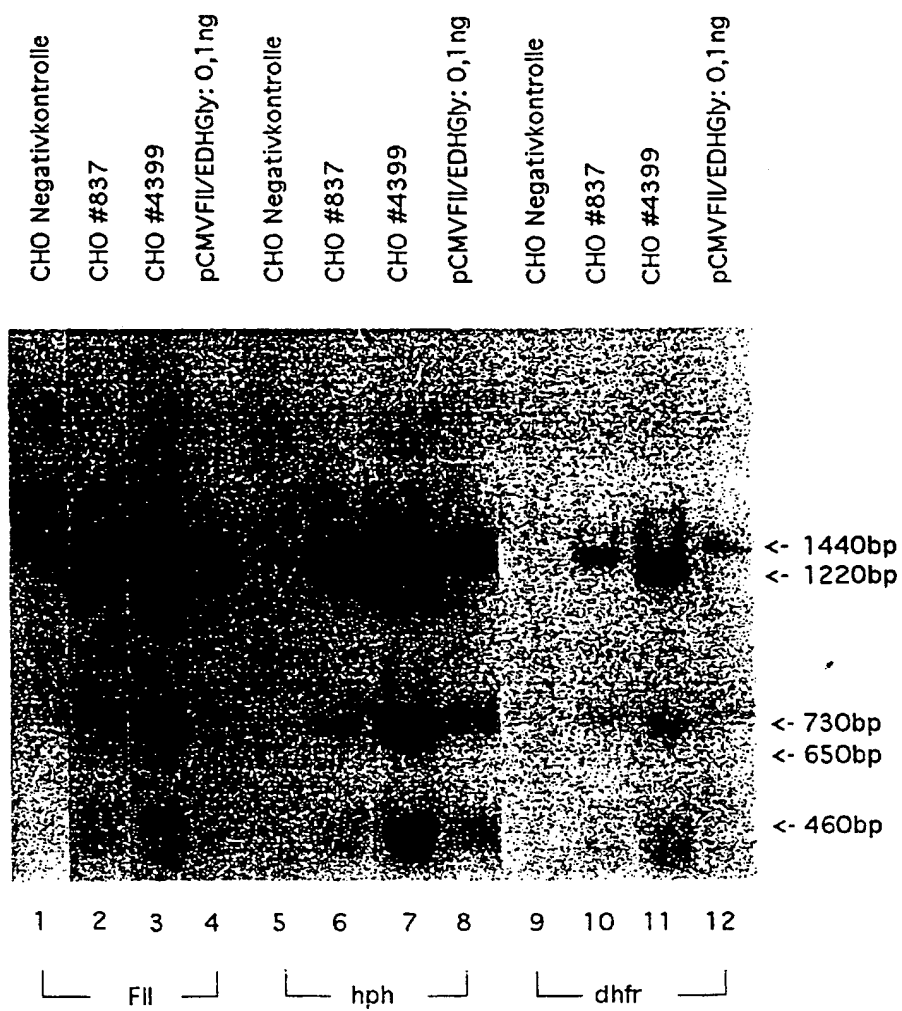 CHO Negativkontrolle
CHO #837
CHO #4399
pCMVFII/EDHGly: 0,1ng
CHO Negativkontrolle
CHO #837
CHO #4399
pCMVFII/EDHGly: 0,1ng
CHO Negativkontrolle
CHO #837
CHO #4399
pCMVFII/EDHGly: 0,1ng
<- 1440bp
<- 1220bp
<- 730bp
<- 650bp
<- 460bp
1 2 3 4 5 6 7 8 9 10 11 12
FII hph dhfr